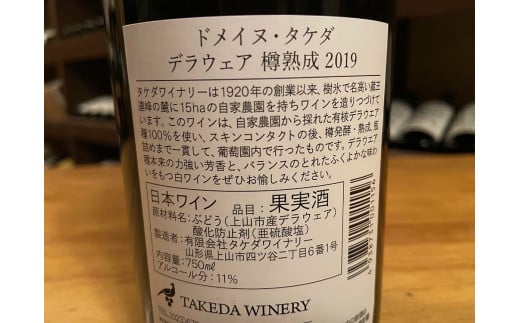 ドメイヌ・タケダ
デラウェア 樽熟成 2019
タケダワイナリーは1920年の創業以来、樹氷で名高い蔵王
連峰の麓に15haの自家農園を持ちワインを造りつづけてい
ます。このワインは、自家農園から採れた有核デラウェア
種100%を使い、スキンコンタクトの後、樽発酵・熟成、瓶
詰めまで一貫して、葡萄園内で行ったものです。デラウェア
種本来の力強い芳香と、バランスのとれたふくよかな味わ
いをもつ白ワインをぜひお愉しみください。
日本ワイン 品目：果実酒
原材料名：ぶどう(上山市産デラウェア)
酸化防止剤(亜硫酸塩)
製造者：有限会社タケダワイナリー
山形県上山市四ツ谷二丁目6番1号
内容量：750ml
アルコール分：11%
TAKEDA WINERY